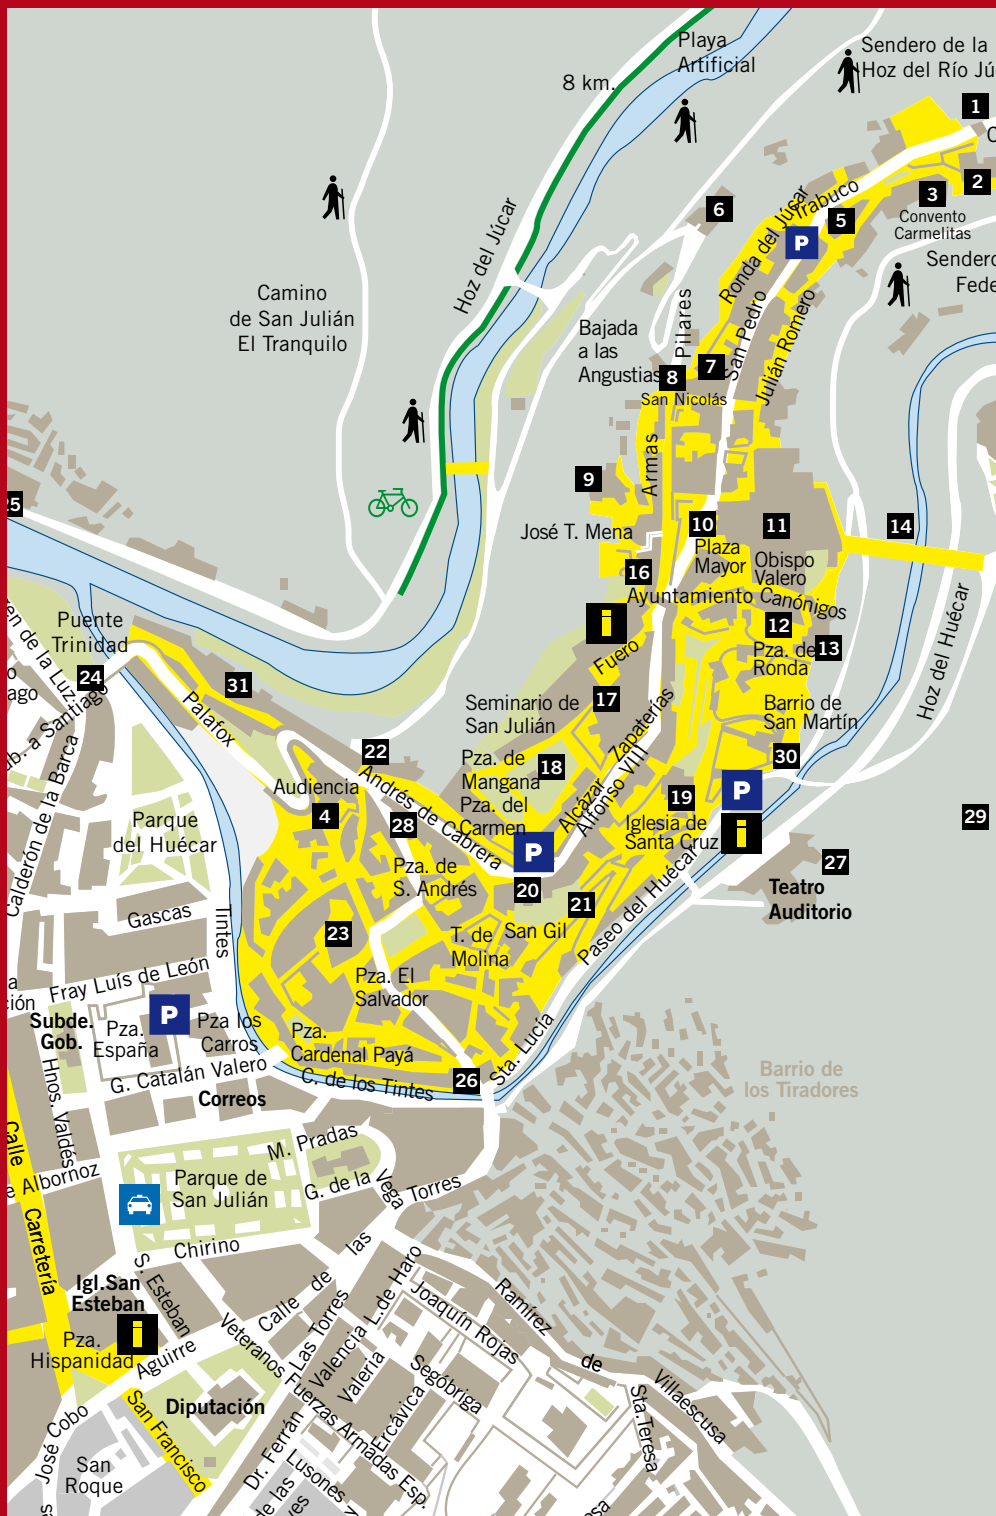 Playa
Artificial
Sendero de la
Hoz del Río Jú
8 km.
1
2
3
Convento
Carmelitas
Trabuco
5
P
6
Ronda del Júcar
Sendero
Fede
Hoz del Júcar
Camino
de San Julián
El Tranquilo
Bajada
a las
Angustias
Pilares
San Pedro
Julián Romero
7
8
San Nicolás
Armas
9
25
José T. Mena
10
11
14
Plaza
Mayor
Obispo
Valero
16
Ayuntamiento
Canónigos
i
12
13
Pza. de
Ronda
Fuero
Hoz del Huécar
Puente
Trinidad
24
31
Palafox
17
Seminario de
San Julián
Zapaterías
Barrio de
San Martín
22
18
Pza. de
Mangana
Pza. del
Carmen
30
P
Alcázar
Alfonso VIII
Andrés de Cabrera
Audiencia
4
28
19
Iglesia de
Santa Cruz
i
29
27
Teatro
Auditorio
Calderón de la Barca
Parque
del Huécar
P
Pza. de
S. Andrés
20
21
San Gil
Paseo del Huécar
Gascas
Tintes
23
T. de
Molina
Fray Luís de León
Pza. El
Salvador
Subde.
Gob.
Pza.
España
P
Pza los
Carros
Pza.
Cardenal Payá
Sta. Lucía
26
G. Catalán Valero
C. de los Tintes
Hnos. Valdés
Correos
Barrio de
los Tiradores
Calle
Carretería
Albornoz
M. Pradas
Parque de
San Julián
G. de la
Vega
Torres
Chirino
S. Esteban
Igl.San
Esteban
i
Pza.
Hispanidad
Aguirre
Calle
de
las
Las Torres
Valencia
L. de Haro
Joaquín Rojas
Ramírez
de
Villaescusa
Veteranos Fuerzas Armadas Esp.
Valeria
Segóbriga
Ercávica
Sta.Teresa
Diputación
San Francisco
José Cobo
San
Roque
Dr. Ferrán
Lusones
de las